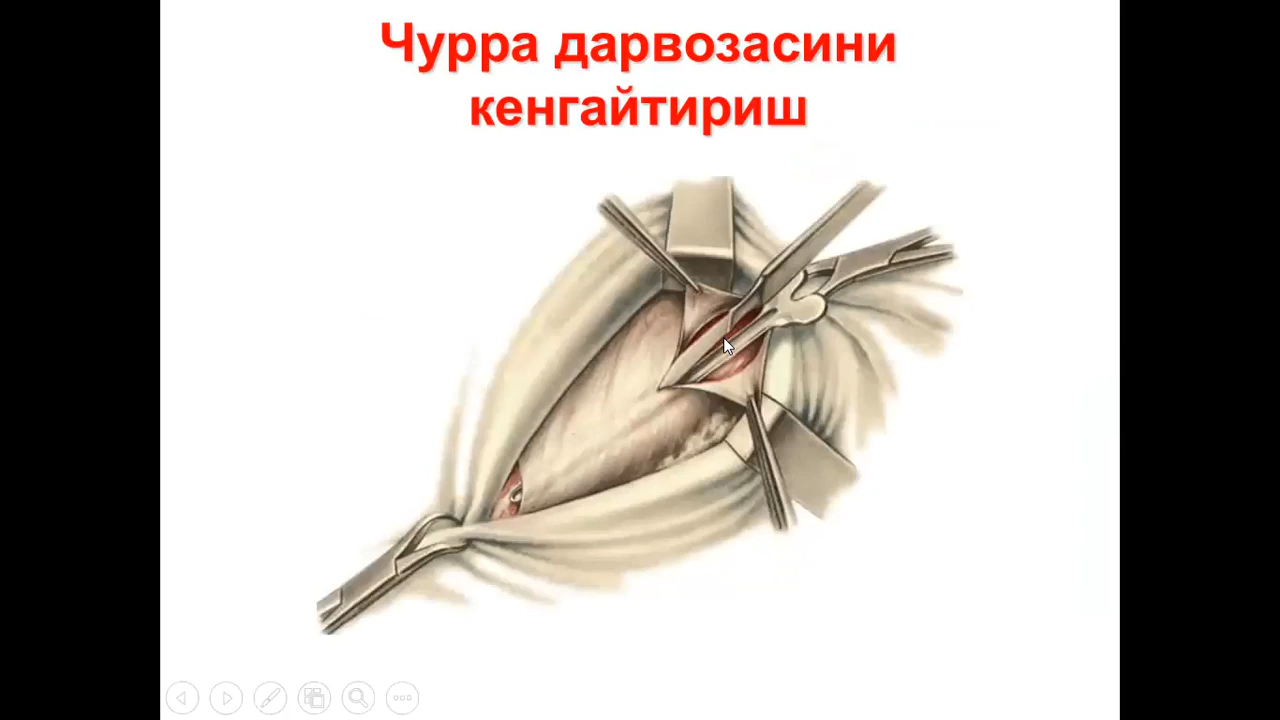 Чурра дарвозасини
кенгайтириш